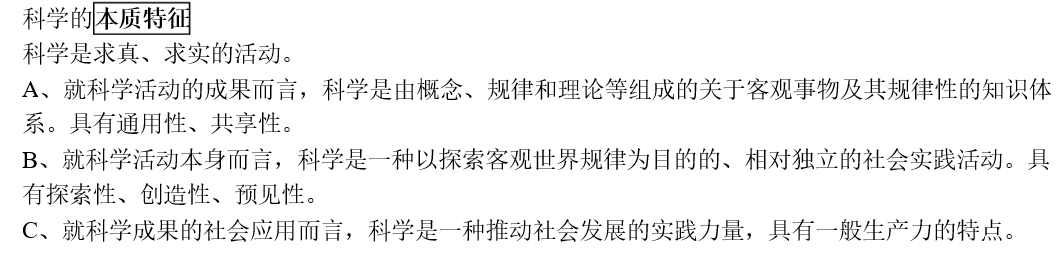 科学的本质特征
科学是求真、求实的活动。
A、就科学活动的成果而言，科学是由概念、规律和理论等组成的关于客观事物及其规律性的知识体
系。具有通用性、共享性。
B、就科学活动本身而言，科学是一种以探索客观世界规律为目的的、相对独立的社会实践活动。具
有探索性、创造性、预见性。
C、就科学成果的社会应用而言，科学是一种推动社会发展的实践力量，具有一般生产力的特点。